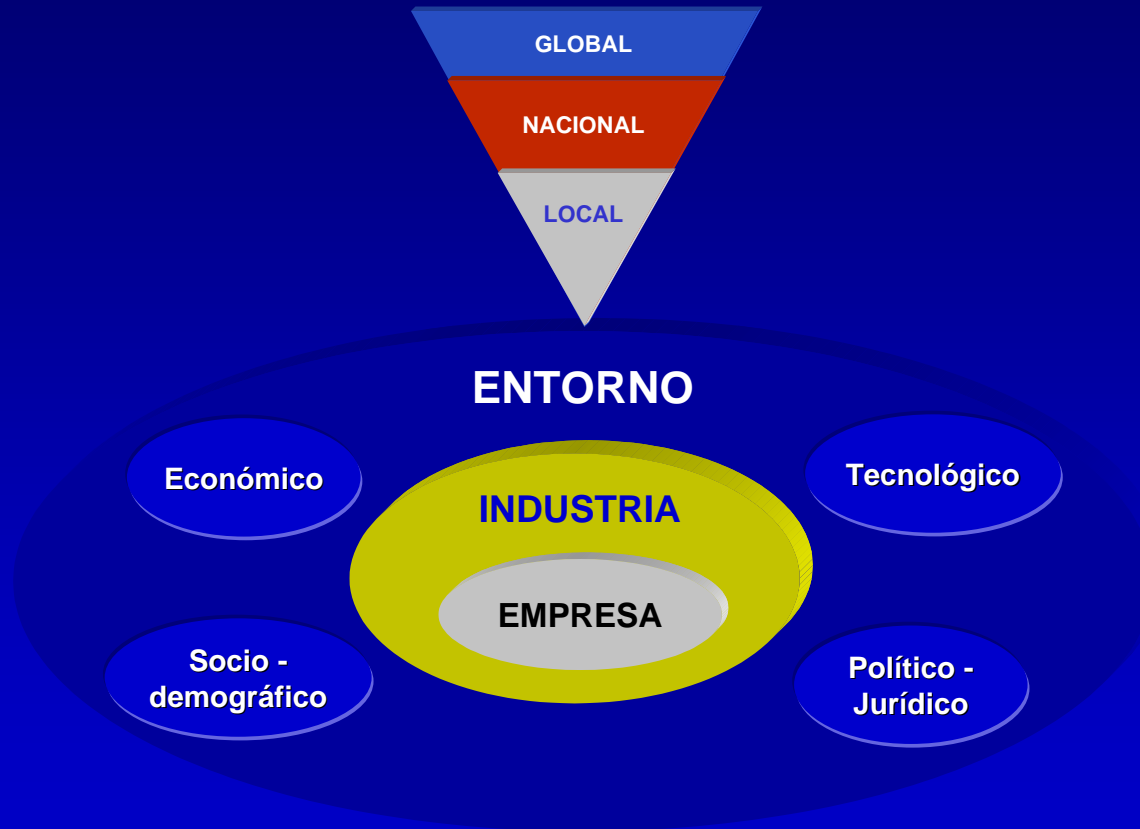 GLOBAL
NACIONAL
LOCAL
ENTORNO
Económico
Tecnológico
INDUSTRIA
EMPRESA
Socio -
demográfico
Político -
Jurídico